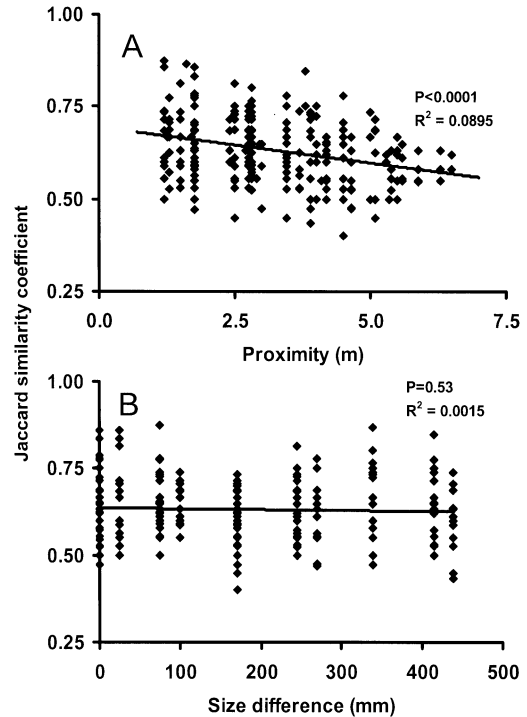 1.00
A
0.75
P<0.0001
R² = 0.0895
0.50
0.25
0.0 2.5 5.0 7.5
Proximity (m)
Jaccard similarity coefficient
1.00
B
P=0.53
R² = 0.0015
0.75
0.50
0.25
0 100 200 300 400 500
Size difference (mm)